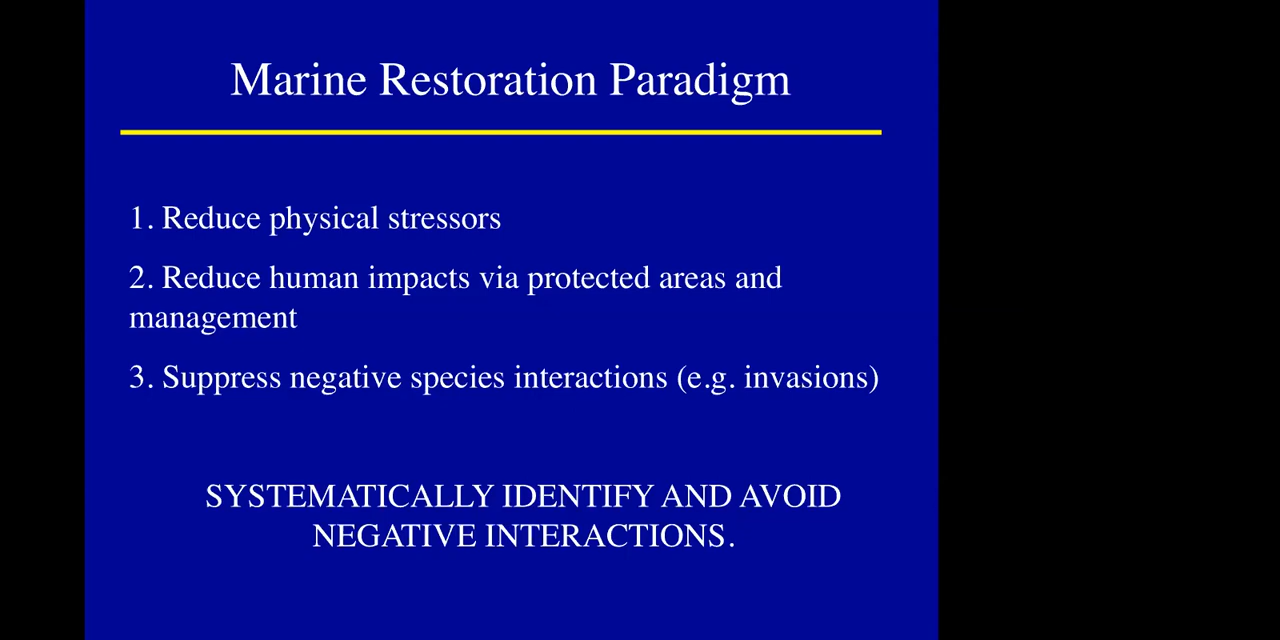 Marine Restoration Paradigm
1. Reduce physical stressors
2. Reduce human impacts via protected areas and
management
3. Suppress negative species interactions (e.g. invasions)
SYSTEMATICALLY IDENTIFY AND AVOID
NEGATIVE INTERACTIONS.